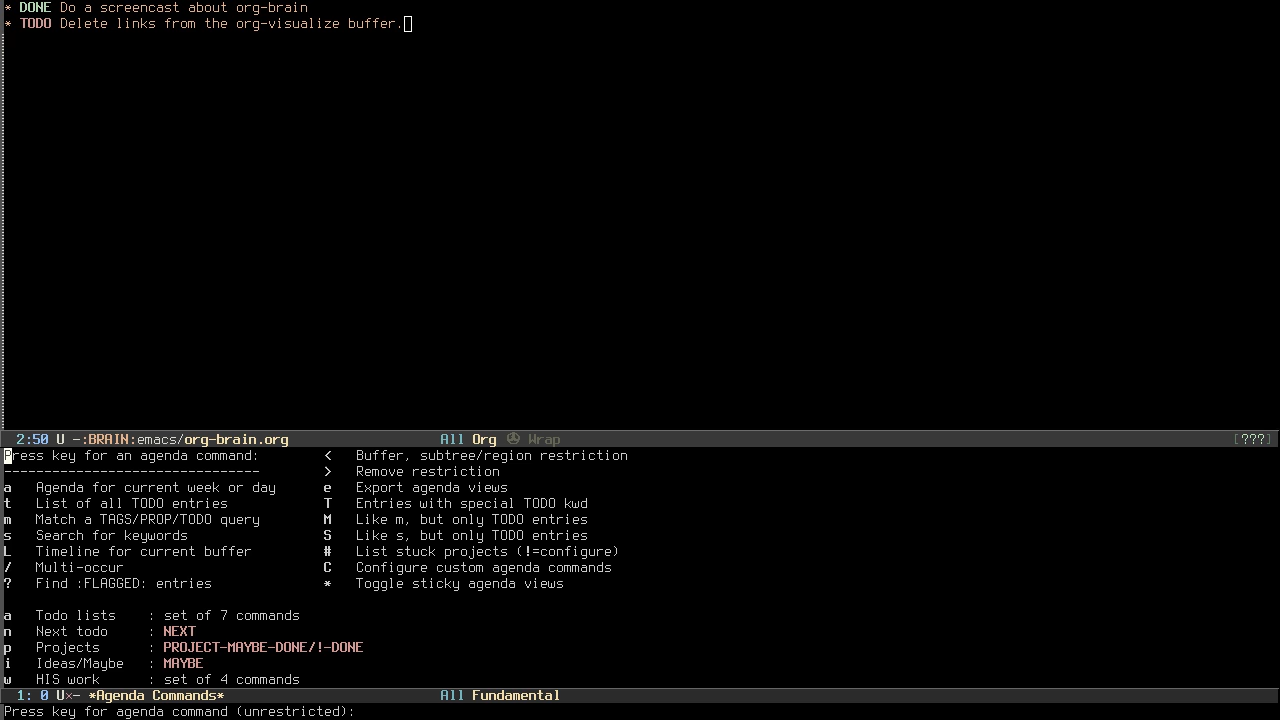 * DONE Do a screencast about org-brain
* TODO Delete links from the org-visualize buffer.
2:50 U -:BRAIN:emacs/org-brain.org All Org Wrap [???]
Press key for an agenda command: < Buffer, subtree/region restriction
-------------------------------- > Remove restriction
a Agenda for current week or day e Export agenda views
t List of all TODO entries T Entries with special TODO kwd
m Match a TAGS/PROP/TODO query M Like m, but only TODO entries
s Search for keywords S Like s, but only TODO entries
L Timeline for current buffer # List stuck projects (!=configure)
/ Multi-occur C Configure custom agenda commands
? Find :FLAGGED: entries * Toggle sticky agenda views
a Todo lists : set of 7 commands
n Next todo : NEXT
p Projects : PROJECT-MAYBE-DONE/!-DONE
i Ideas/Maybe : MAYBE
w HIS work : set of 4 commands
1: 0 U×- *Agenda Commands* All Fundamental
Press key for agenda command (unrestricted):